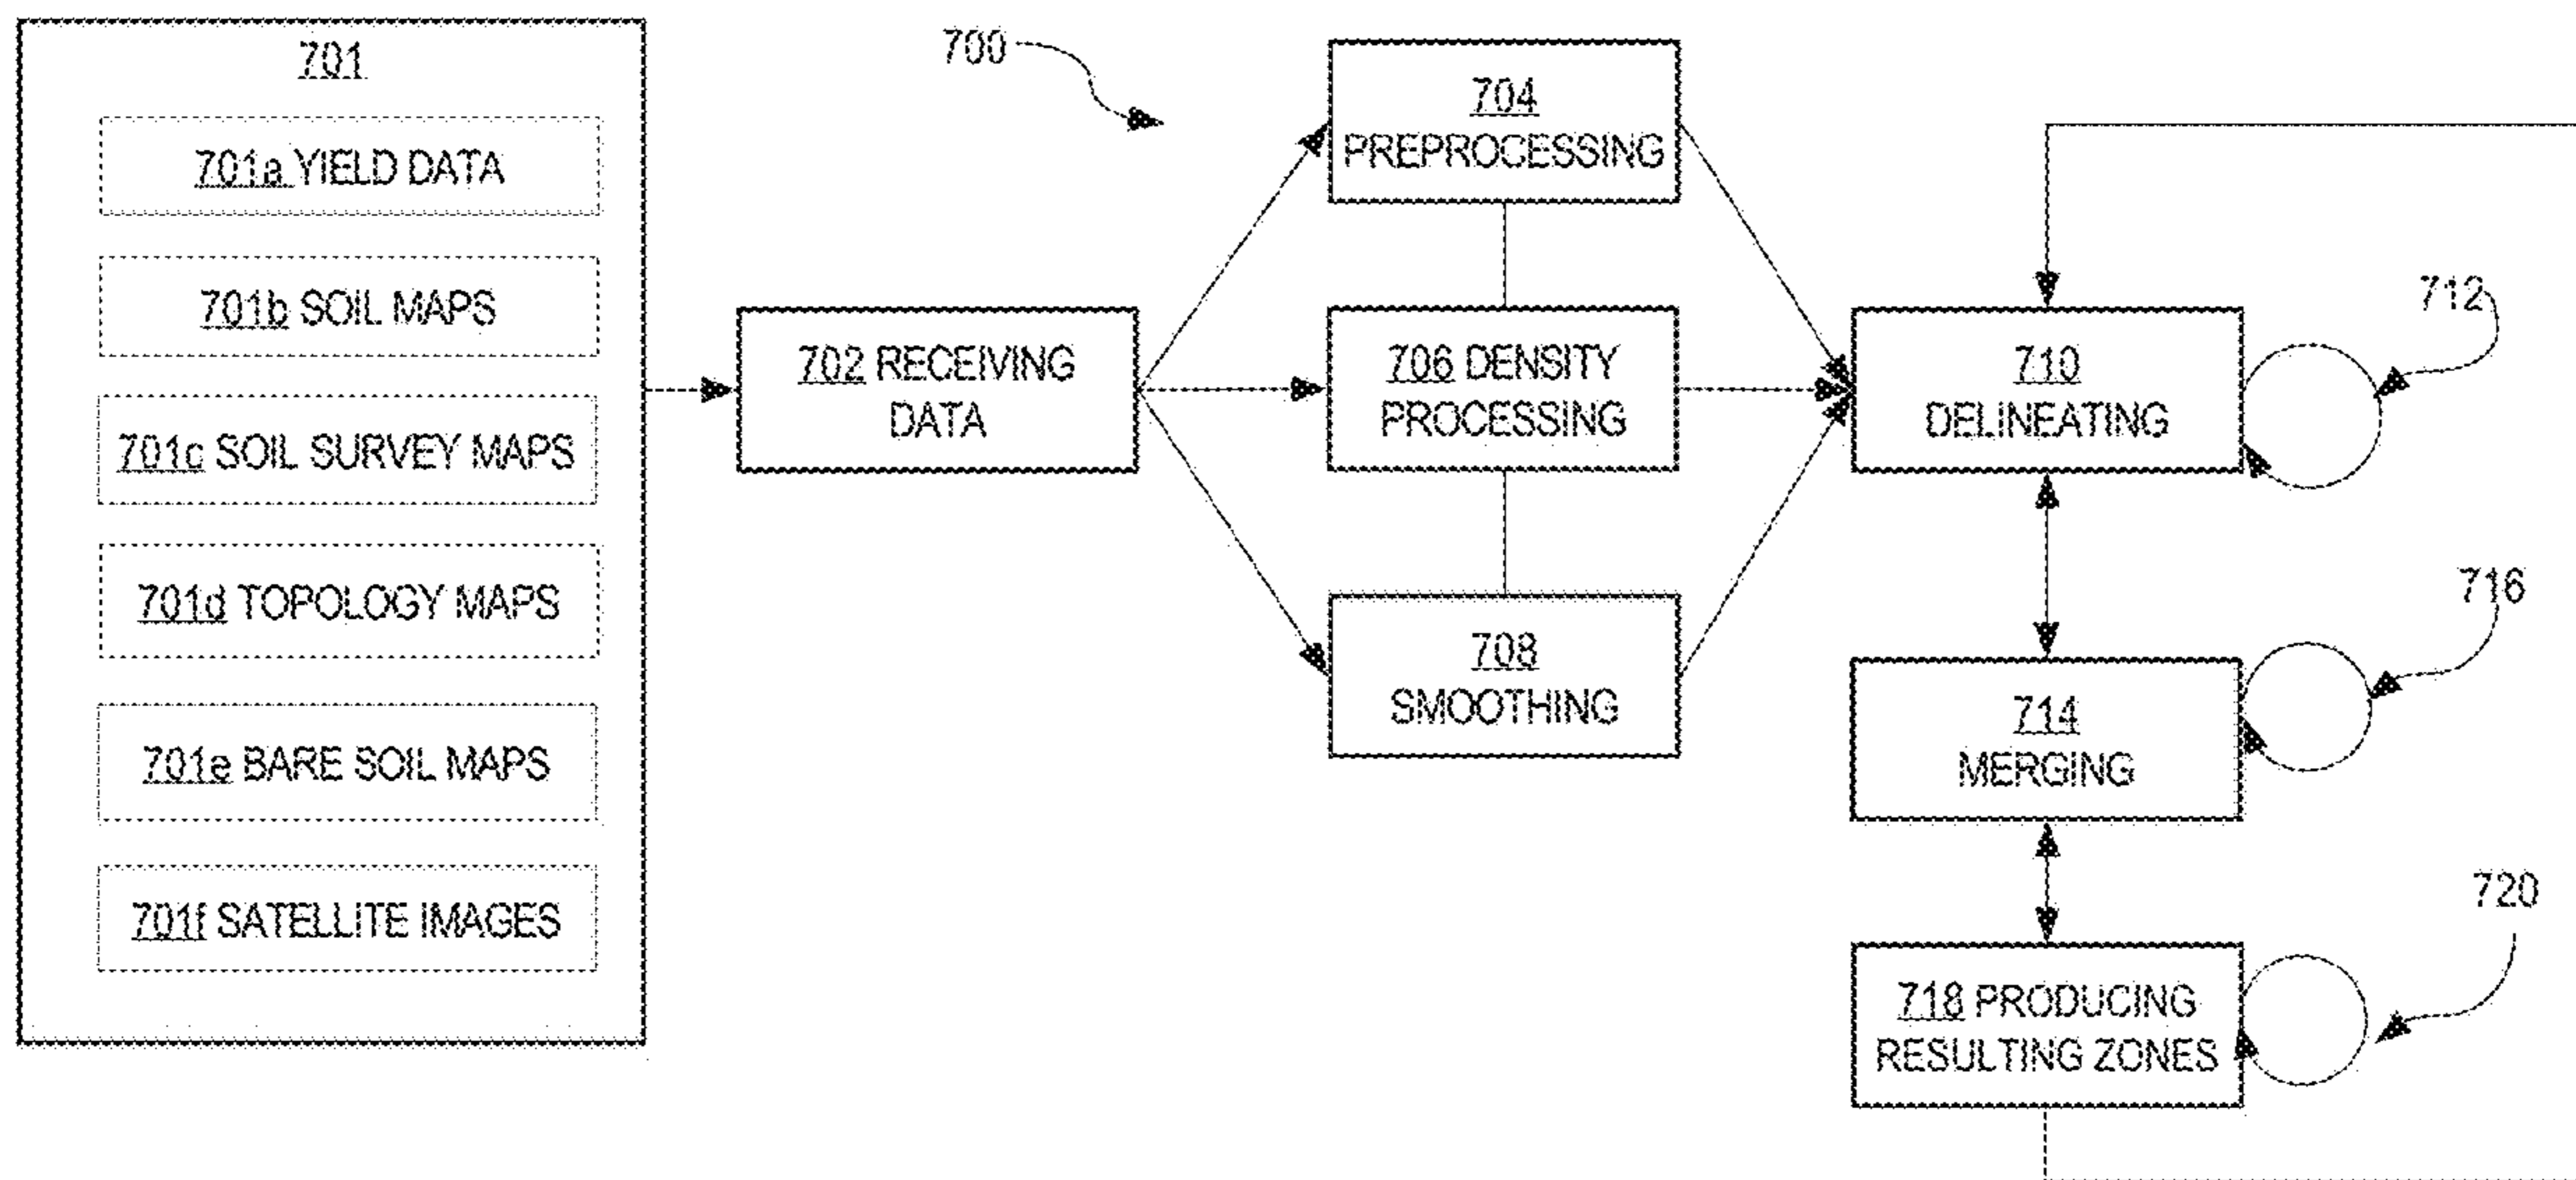 701
701a YIELD DATA
701b SOIL MAPS
701c SOIL SURVEY MAPS
701d TOPOLOGY MAPS
701e BARE SOIL MAPS
701f SATELLITE IMAGES
702 RECEIVING
DATA
700
704
PREPROCESSING
706 DENSITY
PROCESSING
708
SMOOTHING
710
DELINEATING
712
714
MERGING
716
718 PRODUCING
RESULTING ZONES
720